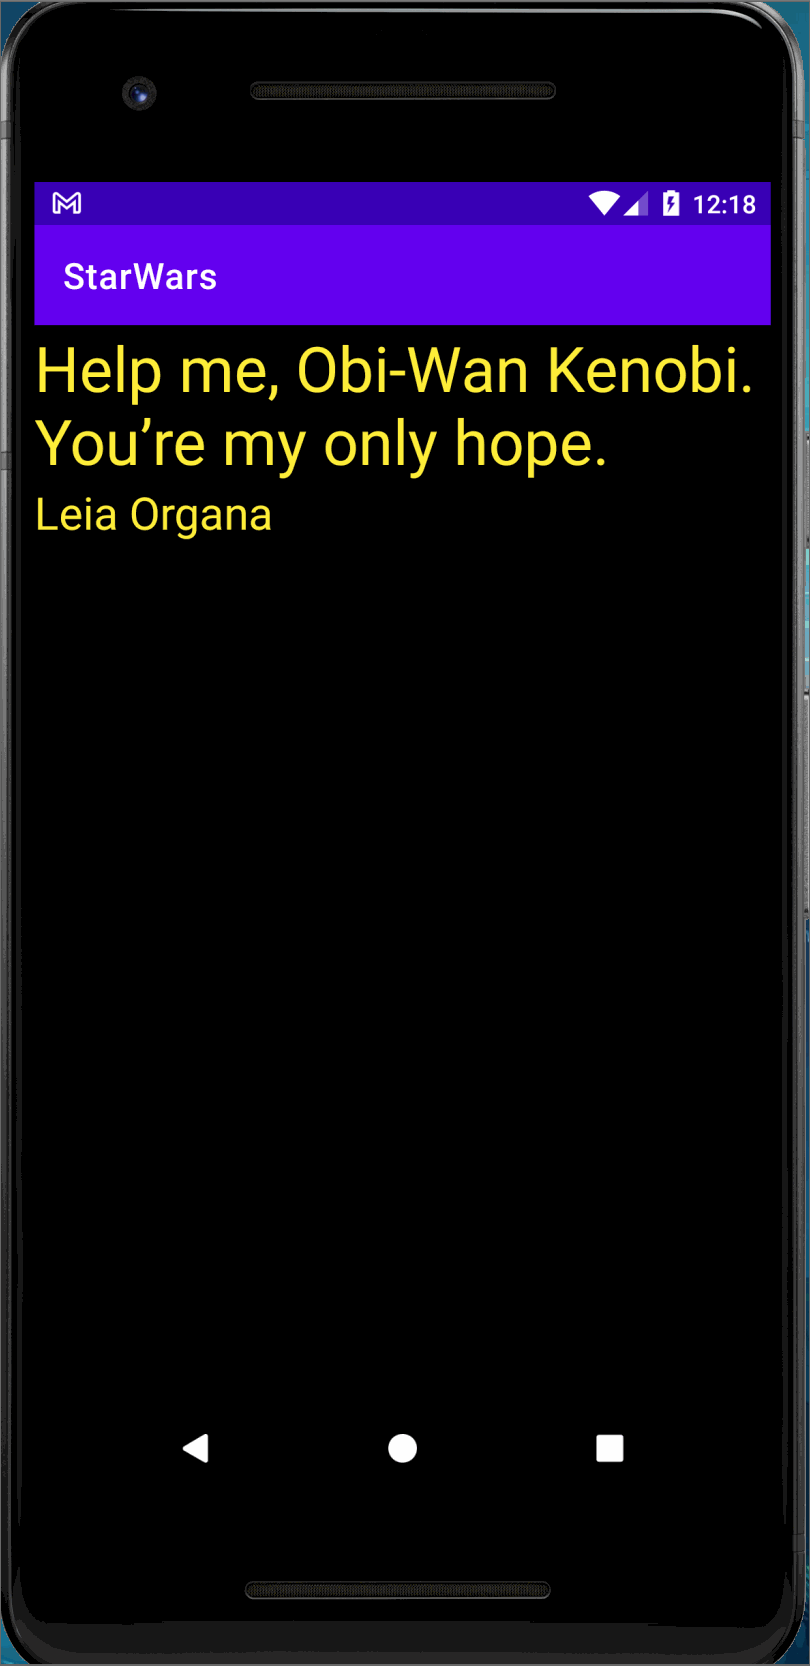 12:18
StarWars
Help me, Obi-Wan Kenobi.
You’re my only hope.
Leia Organa